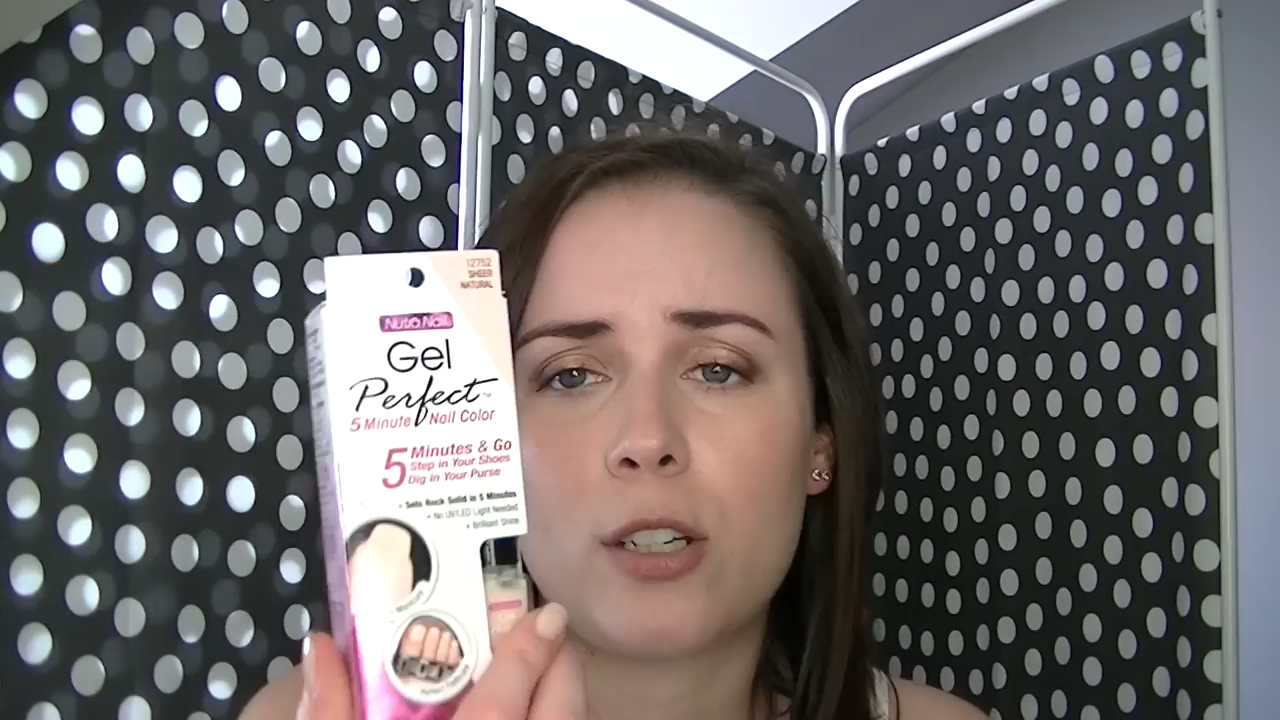 12752
SHEER
NATURAL
Nutra Nail
Gel
Perfect™
5 Minute Nail Color
5 Minutes & Go
Step in Your Shoes
Dig in Your Purse
• Sets Rock Solid in 5 Minutes
• No UV/LED Light Needed
• Brilliant Shine